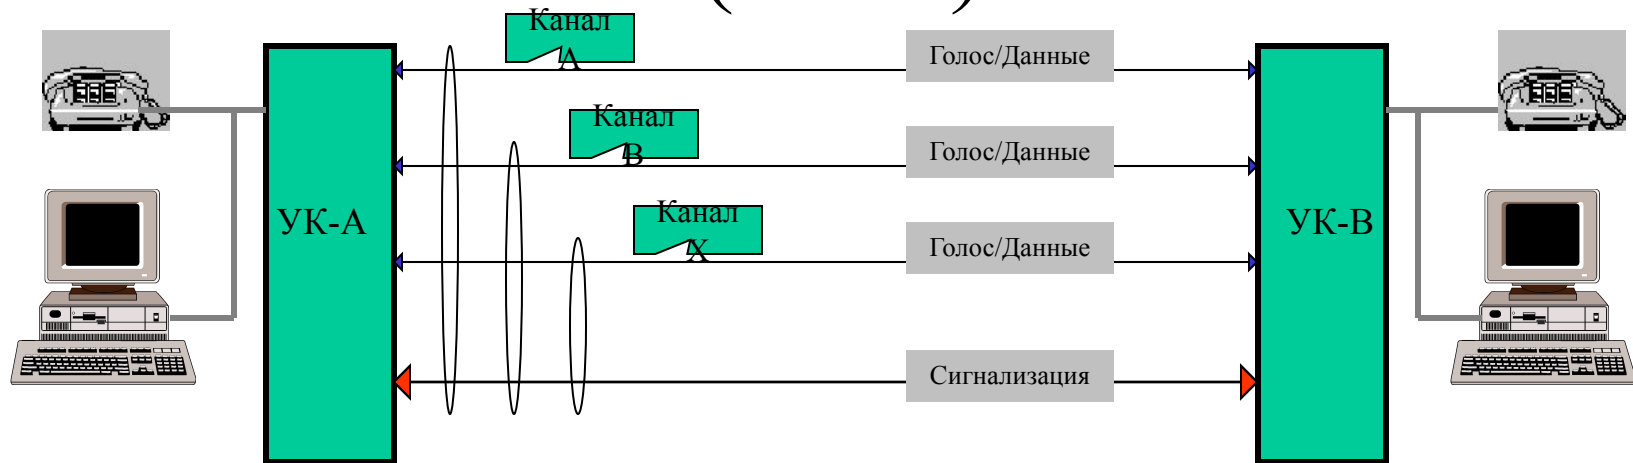 Канал
A
Голос/Данные
Канал
B
Голос/Данные
УК-А
УК-В
Канал
X
Голос/Данные
Сигнализация